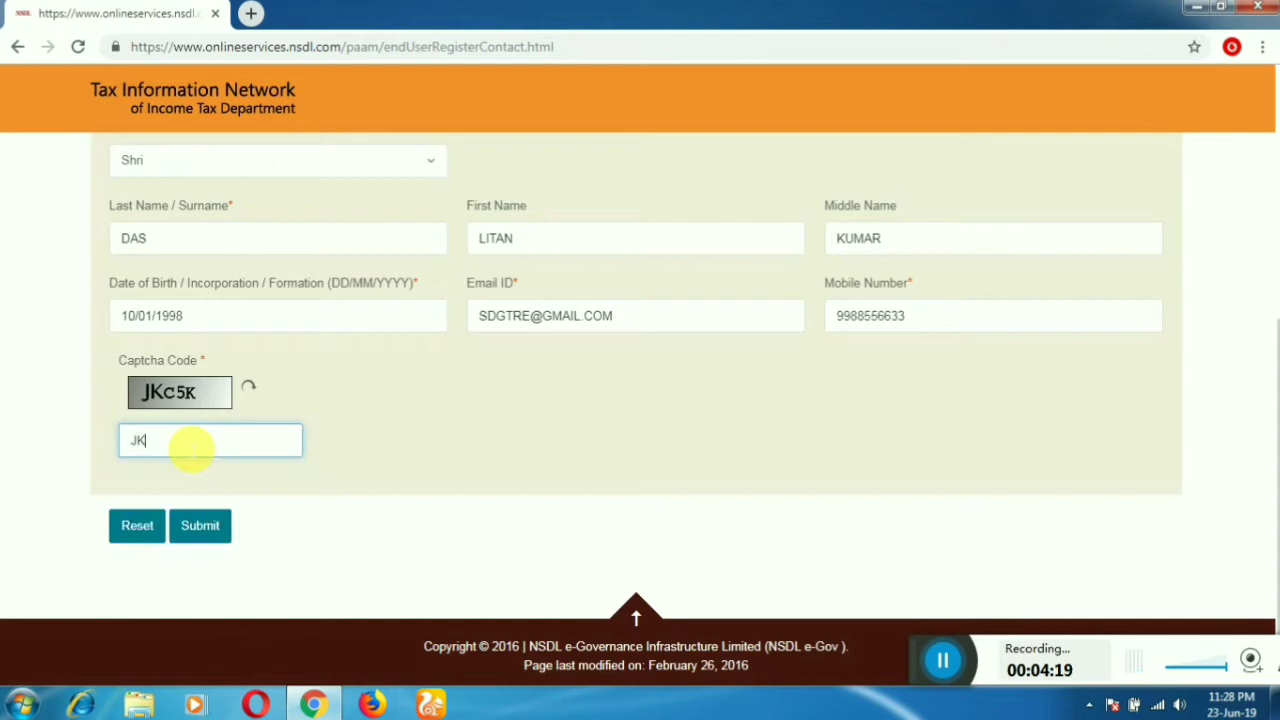 NSDL https://www.onlineservices.nsdl.c
https://www.onlineservices.nsdl.com/paam/endUserRegisterContact.html
Tax Information Network
of Income Tax Department
Shri
Last Name / Surname*
First Name
Middle Name
DAS
LITAN
KUMAR
Date of Birth / Incorporation / Formation (DD/MM/YYYY)*
Email ID*
Mobile Number*
10/01/1998
SDGTRE@GMAIL.COM
9988556633
Captcha Code *
JKC5K
JK
Reset
Submit
Copyright © 2016 | NSDL e-Governance Infrastructure Limited (NSDL e-Gov ).
Page last modified on: February 26, 2016
Recording...
00:04:19
11:28 PM
23-Jun-19